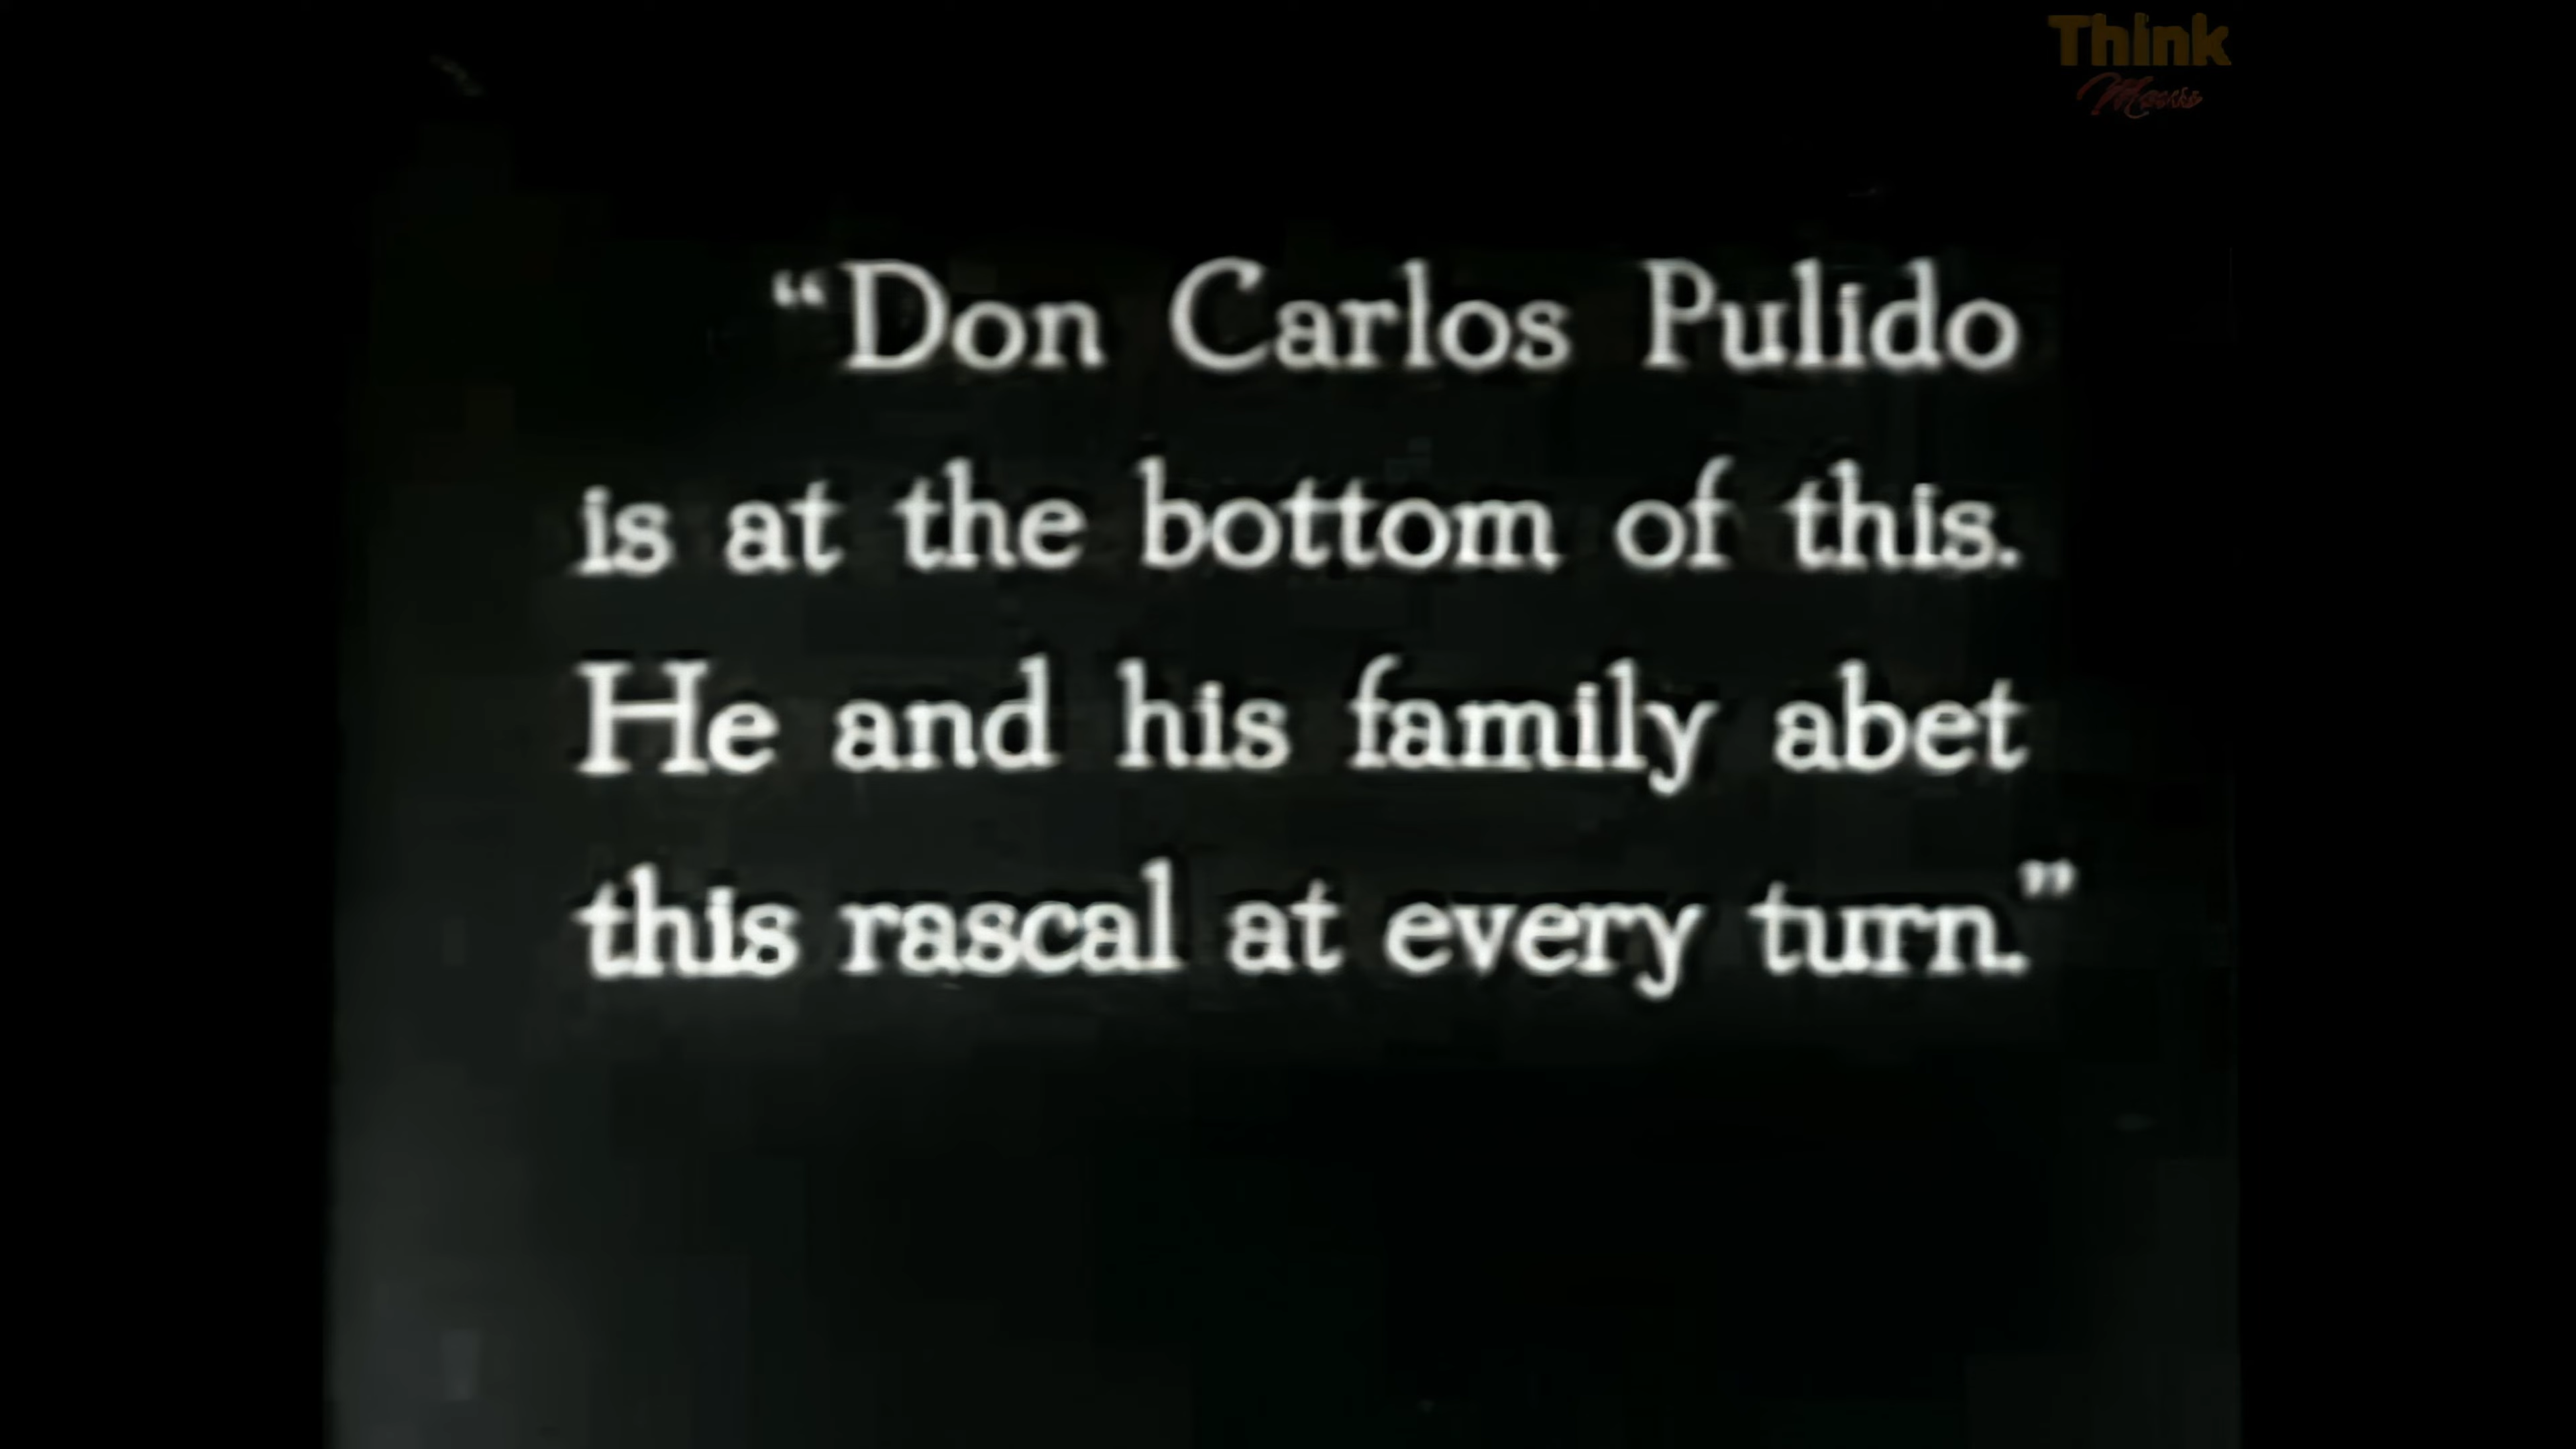 Think
Movies
“Don Carlos Pulido
is at the bottom of this.
He and his family abet
this rascal at every turn.”